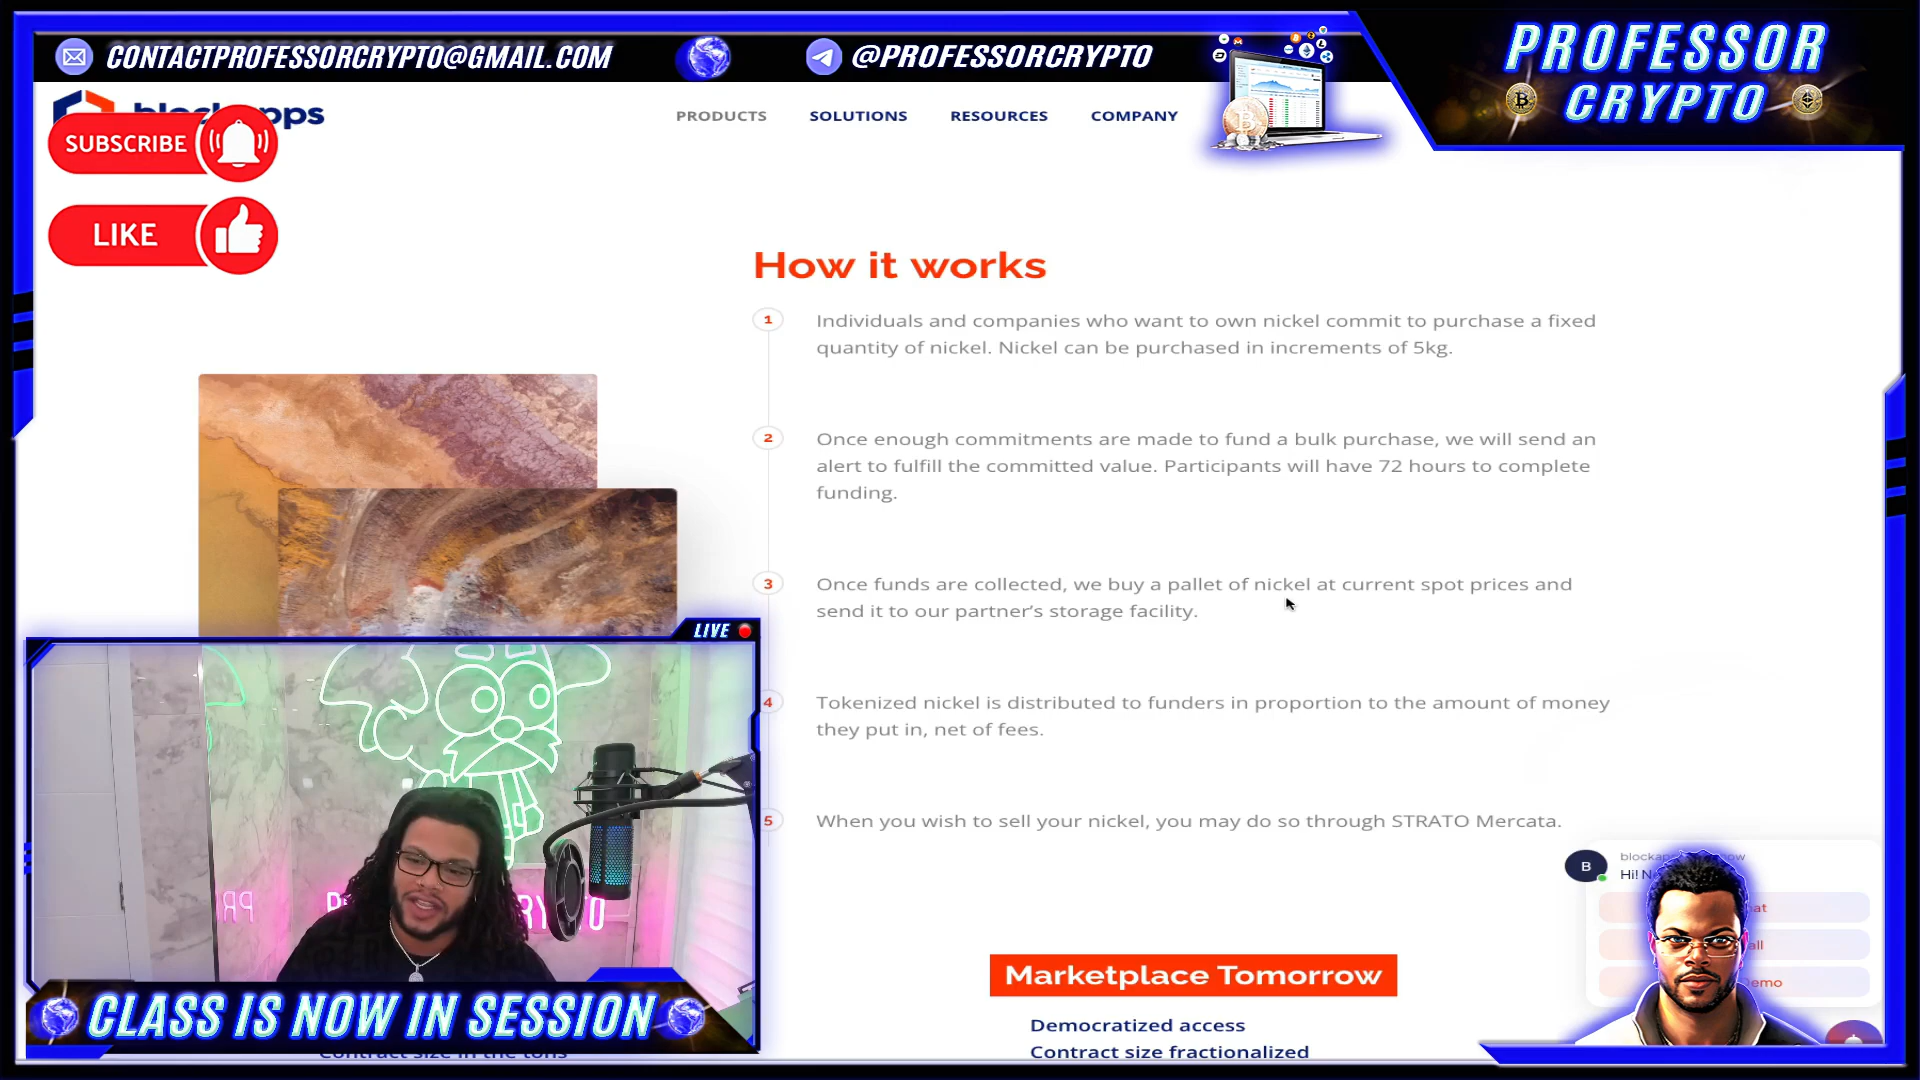 CONTACTPROFESSORCRYPTO@GMAIL.COM
@PROFESSORCRYPTO
PROFESSOR
CRYPTO
PRODUCTS
SOLUTIONS
RESOURCES
COMPANY
SUBSCRIBE
LIKE
How it works
1
Individuals and companies who want to own nickel commit to purchase a fixed
quantity of nickel. Nickel can be purchased in increments of 5kg.
2
Once enough commitments are made to fund a bulk purchase, we will send an
alert to fulfill the committed value. Participants will have 72 hours to complete
funding.
3
Once funds are collected, we buy a pallet of nickel at current spot prices and
send it to our partner's storage facility.
4
Tokenized nickel is distributed to funders in proportion to the amount of money
they put in, net of fees.
5
When you wish to sell your nickel, you may do so through STRATO Mercata.
LIVE
B
Hi!
Marketplace Tomorrow
Democratized access
Contract size fractionalized
CLASS IS NOW IN SESSION
Contract size in the tons